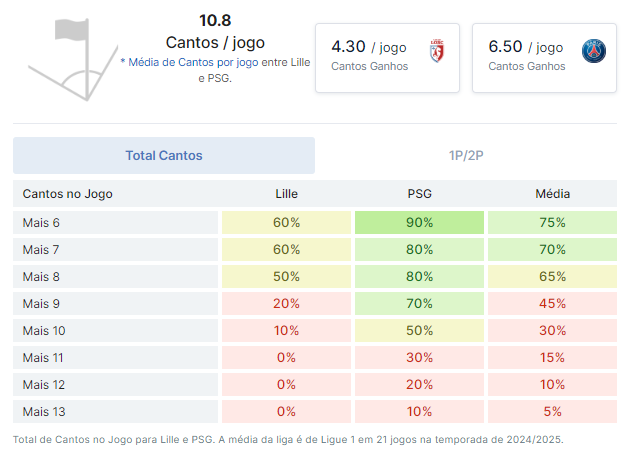 10.8
Cantos / jogo
* Média de Cantos por jogo entre Lille
e PSG.
4.30 / jogo
Cantos Ganhos
LOSC
6.50 / jogo
Cantos Ganhos
PARIS
Total Cantos
1P/2P
Cantos no Jogo Lille PSG Média
Mais 6 60% 90% 75%
Mais 7 60% 80% 70%
Mais 8 50% 80% 65%
Mais 9 20% 70% 45%
Mais 10 10% 50% 30%
Mais 11 0% 30% 15%
Mais 12 0% 20% 10%
Mais 13 0% 10% 5%
Total de Cantos no Jogo para Lille e PSG. A média da liga é de Ligue 1 em 21 jogos na temporada de 2024/2025.